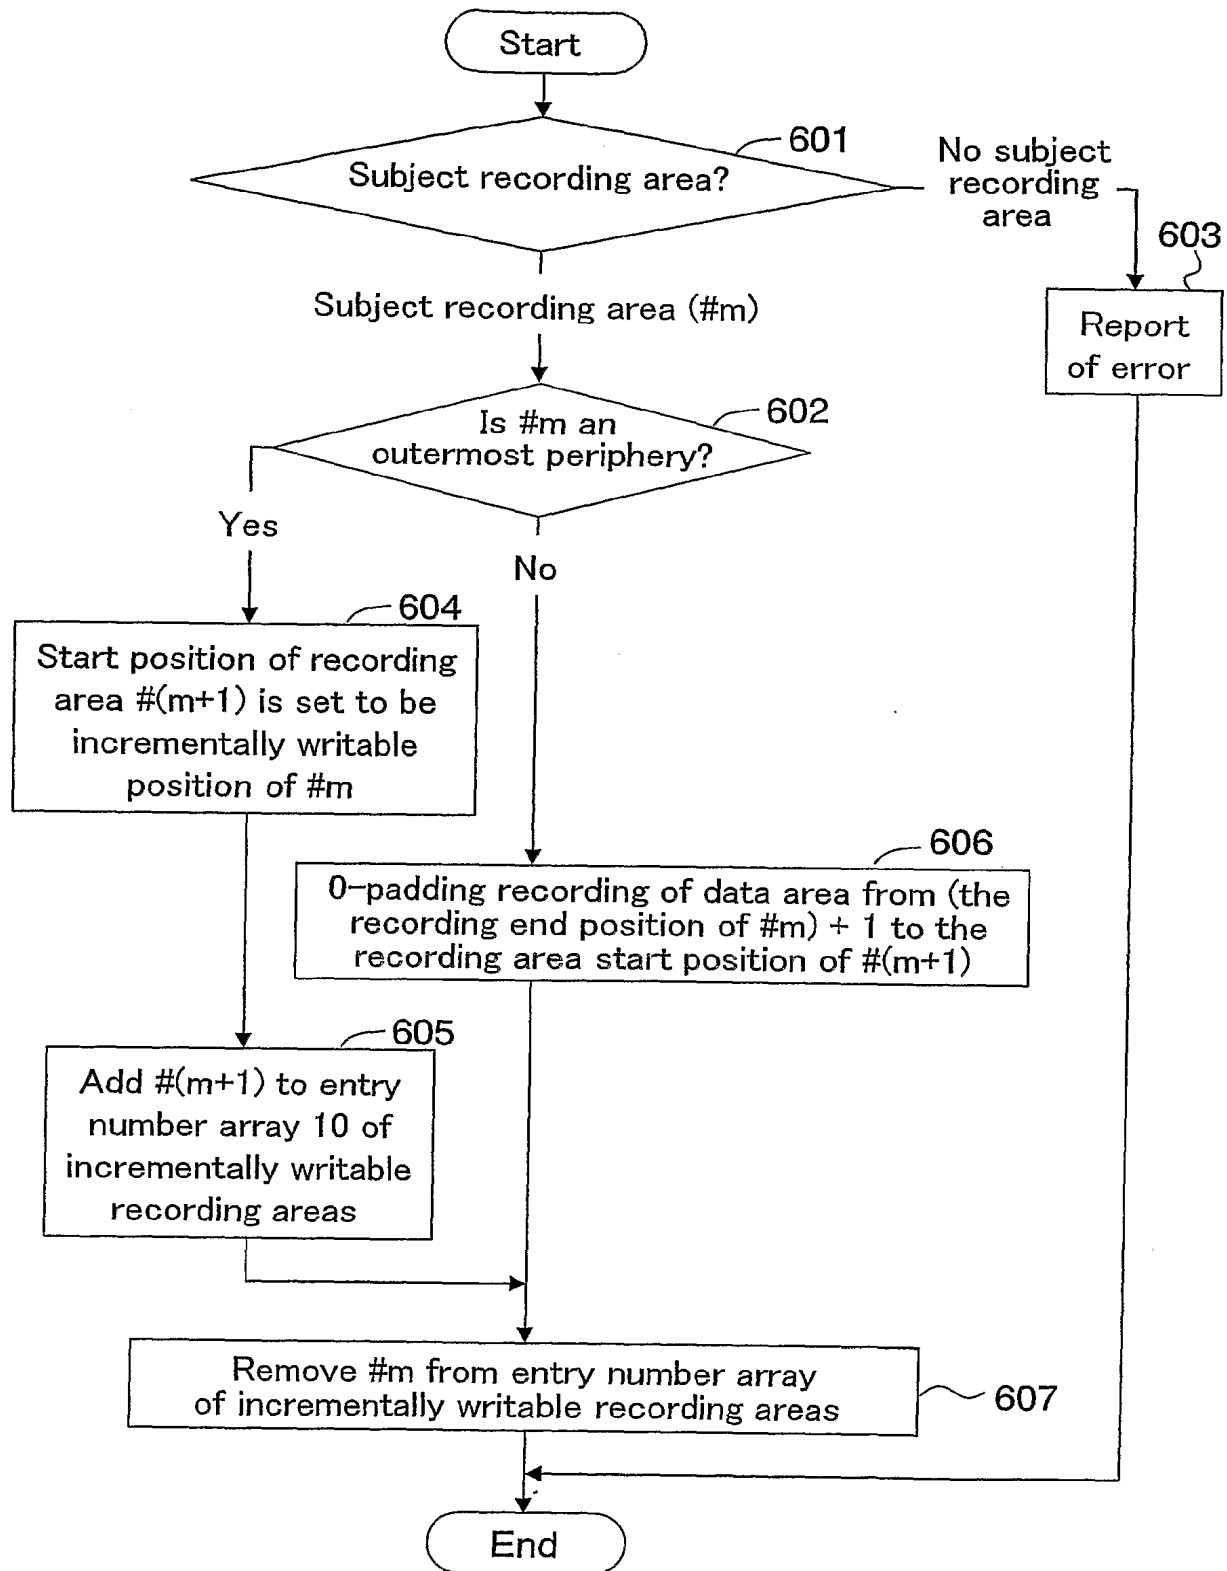 Start
601
Subject recording area?
No subject
recording
area
603
Report
of error
Subject recording area (#m)
602
Is #m an
outermost periphery?
Yes
No
604
Start position of recording
area #(m+1) is set to be
incrementally writable
position of #m
606
0-padding recording of data area from (the
recording end position of #m) + 1 to the
recording area start position of #(m+1)
605
Add #(m+1) to entry
number array 10 of
incrementally writable
recording areas
Remove #m from entry number array
of incrementally writable recording areas
607
End